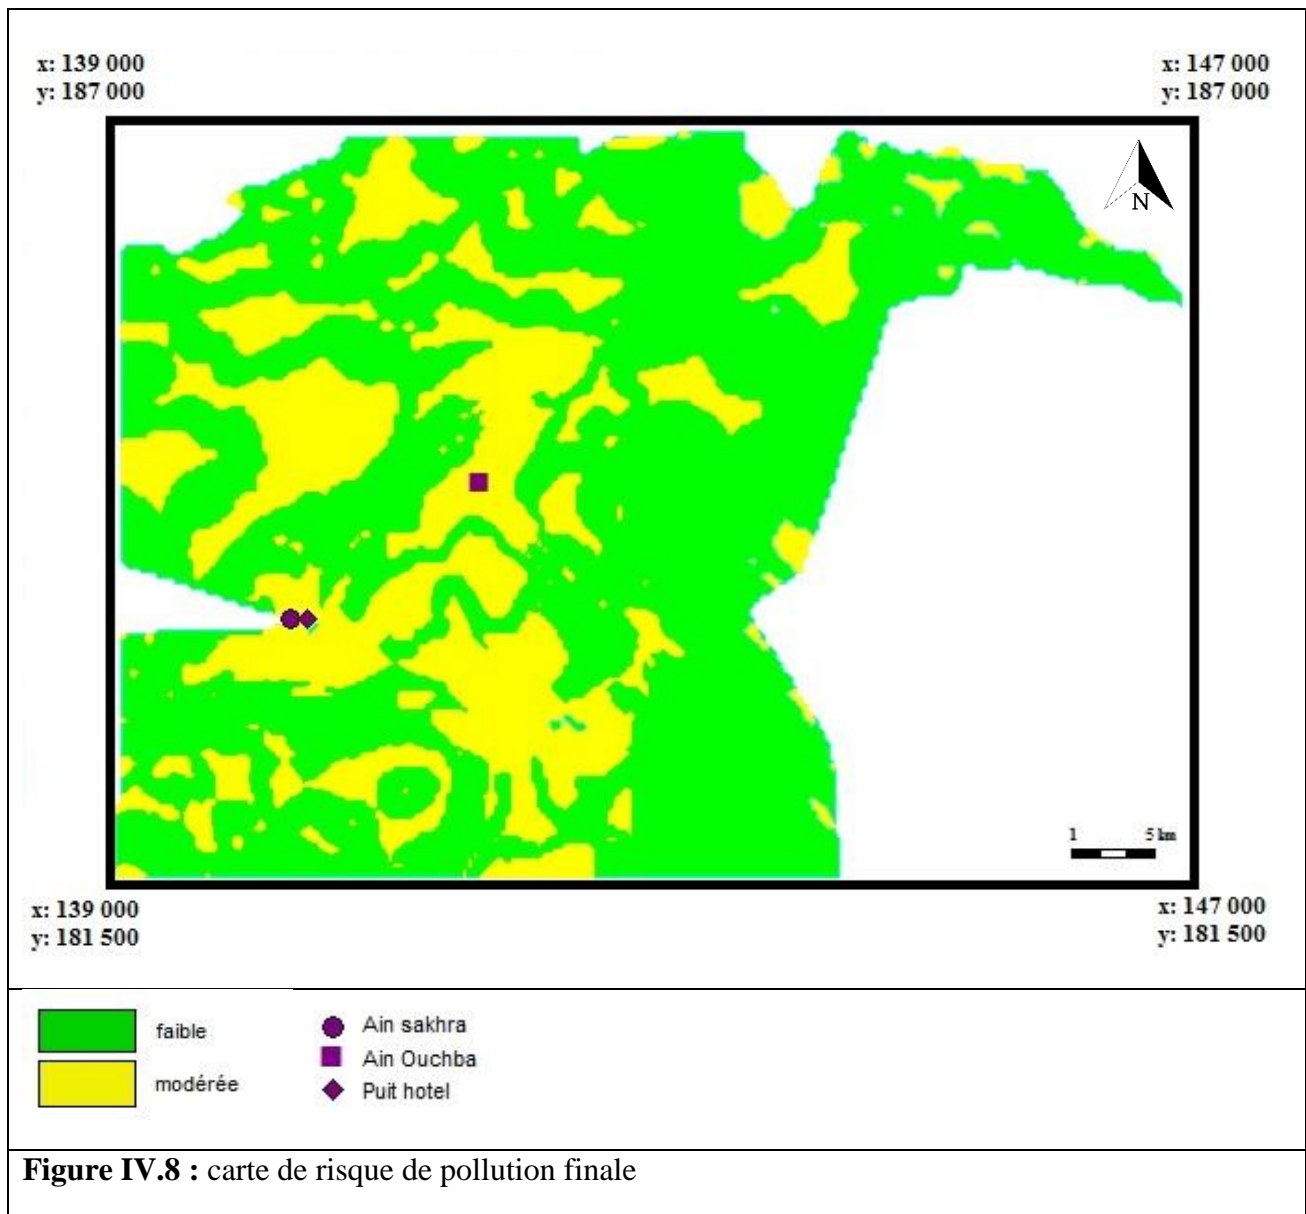 x: 139 000
y: 187 000
x: 147 000
y: 187 000
N
1 5 km
x: 139 000
y: 181 500
x: 147 000
y: 181 500
faible
modérée
Ain sakhra
Ain Ouchba
Puit hotel
Figure IV.8 : carte de risque de pollution finale